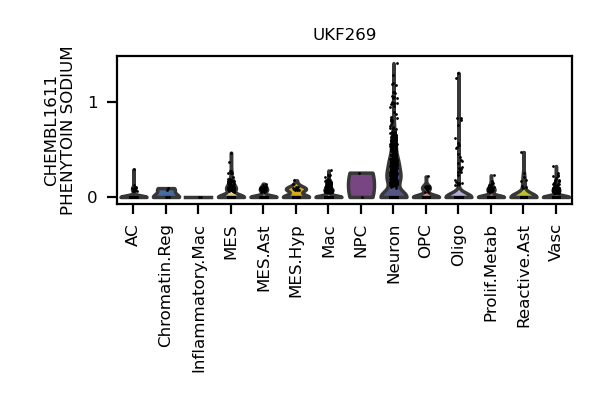 UKF269
CHEMBL1611
PHENYTOIN SODIUM
1
0
AC
Chromatin.Reg
Inflammatory.Mac
MES
MES.Ast
MES.Hyp
Mac
NPC
Neuron
OPC
Oligo
Prolif.Metab
Reactive.Ast
Vasc